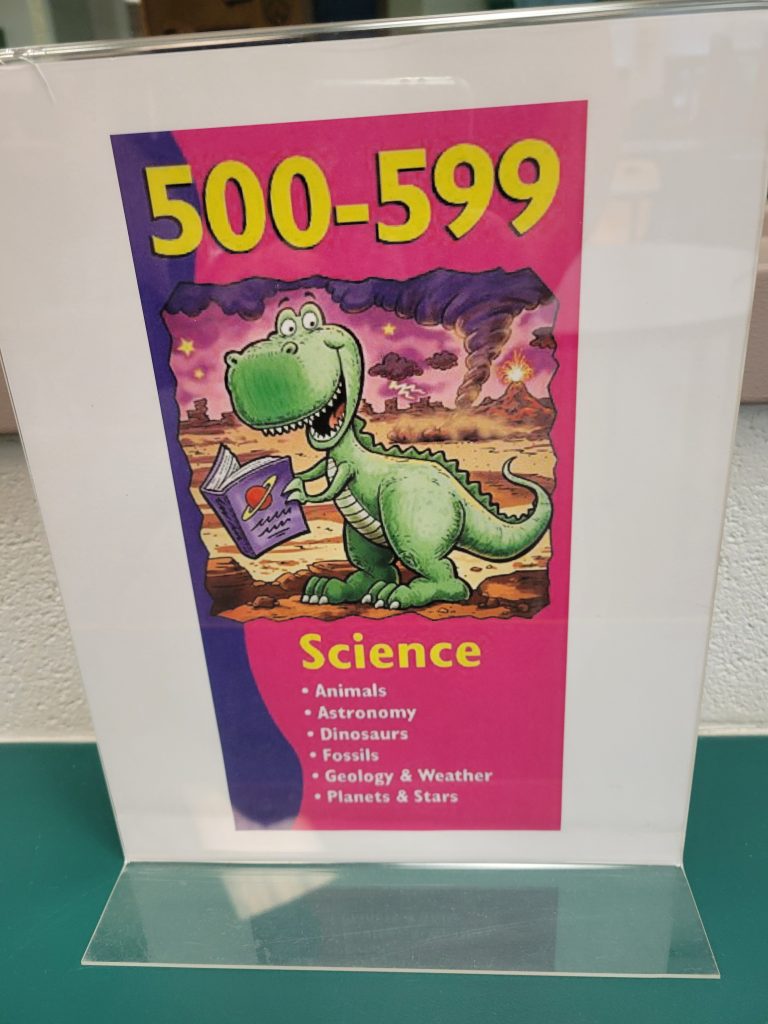 500-599
Science
• Animals
• Astronomy
• Dinosaurs
• Fossils
• Geology & Weather
• Planets & Stars